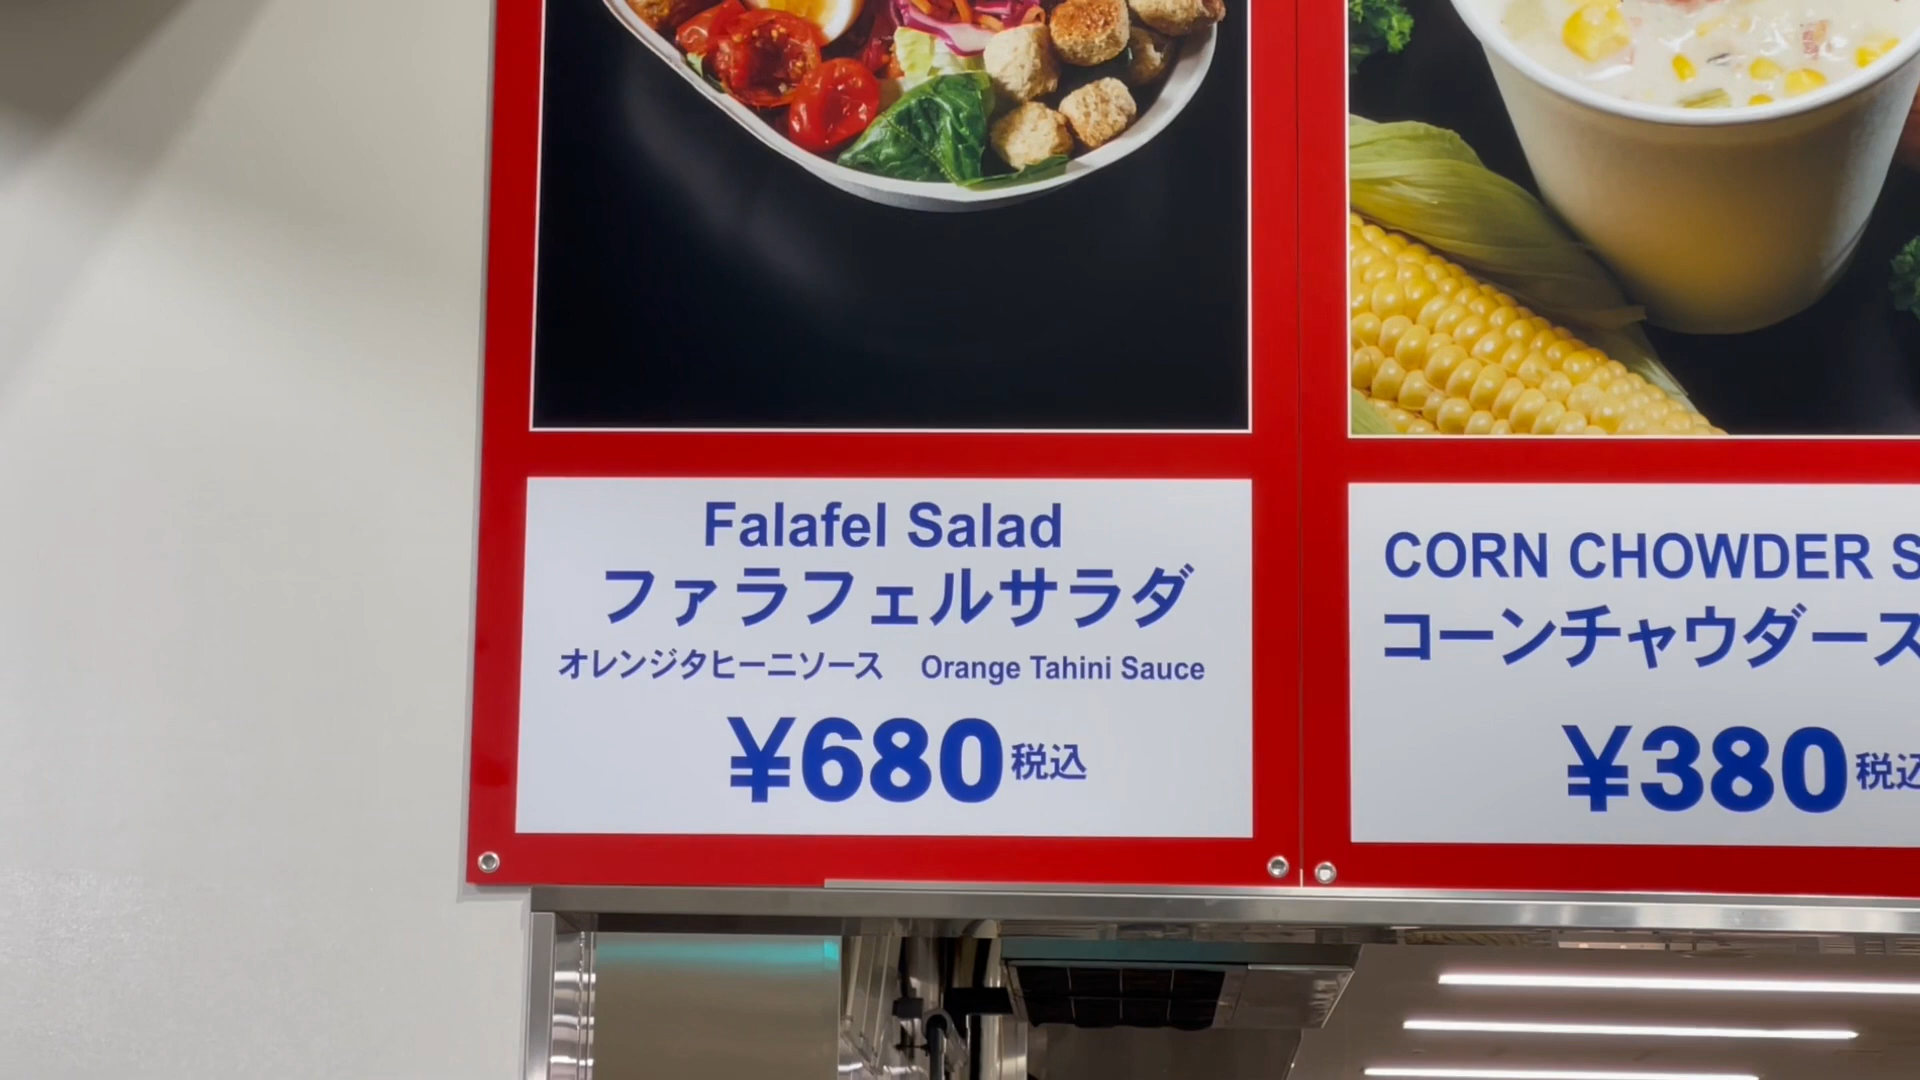 Falafel Salad
ファラフェルサラダ
オレンジタヒーニソース Orange Tahini Sauce
¥680税込
CORN CHOWDER S
コーンチャウダース
¥380税込